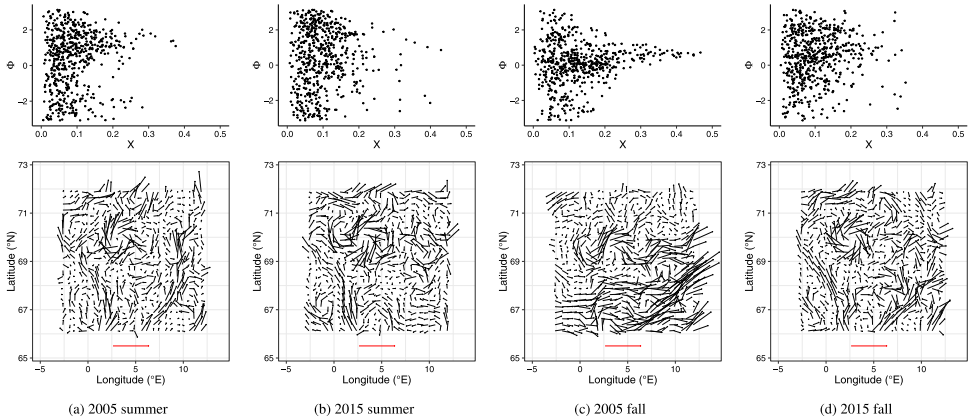 2
0
−2
Φ
0.0 0.1 0.2 0.3 0.4 0.5
X
2
0
−2
Φ
0.0 0.1 0.2 0.3 0.4 0.5
X
2
0
−2
Φ
0.0 0.1 0.2 0.3 0.4 0.5
X
2
0
−2
Φ
0.0 0.1 0.2 0.3 0.4 0.5
X
73
71
69
67
65
Latitude (°N)
−5 0 5 10
Longitude (°E)
73
71
69
67
65
Latitude (°N)
−5 0 5 10
Longitude (°E)
73
71
69
67
65
Latitude (°N)
−5 0 5 10
Longitude (°E)
73
71
69
67
65
Latitude (°N)
−5 0 5 10
Longitude (°E)
(a) 2005 summer
(b) 2015 summer
(c) 2005 fall
(d) 2015 fall